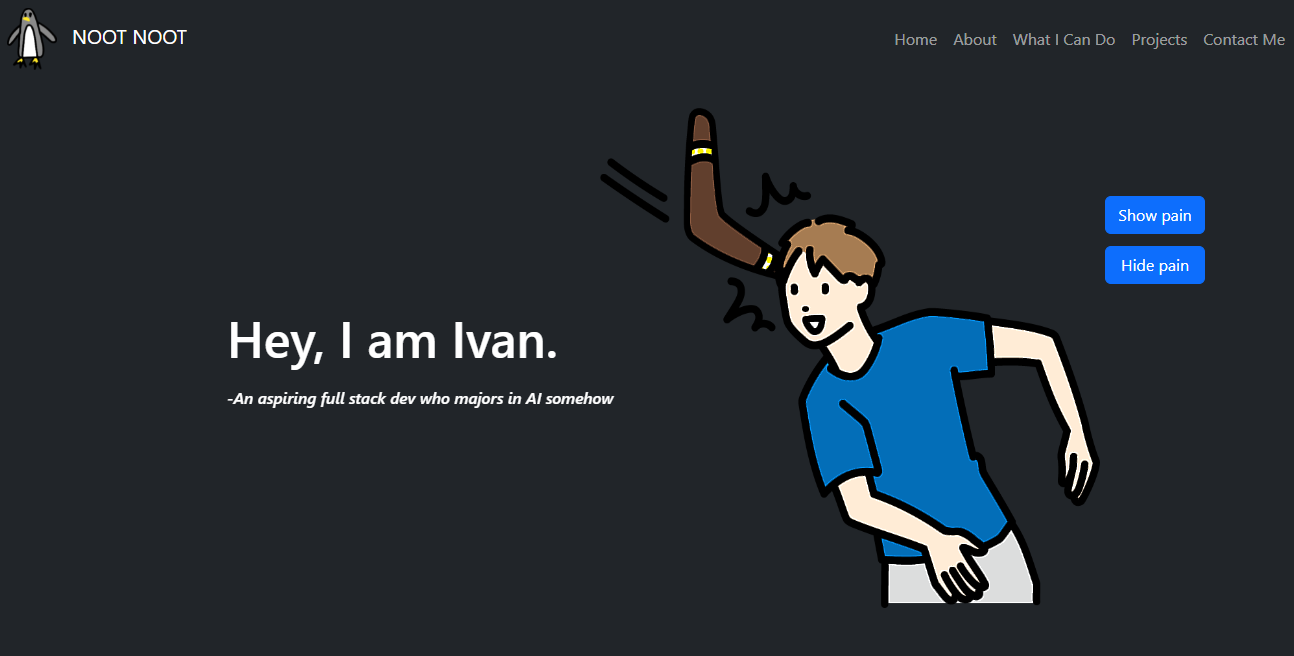 NOOT NOOT
Home About What I Can Do Projects Contact Me
Show pain
Hide pain
Hey, I am Ivan.
-An aspiring full stack dev who majors in AI somehow